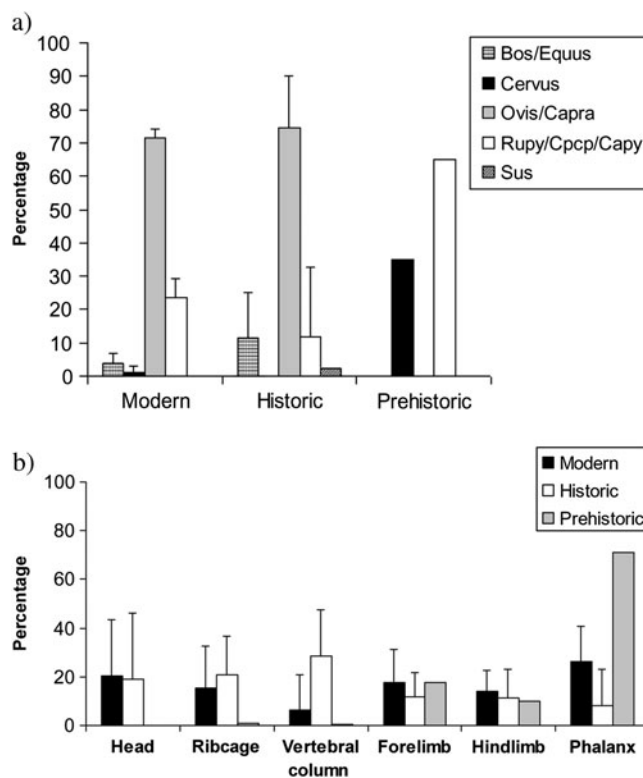 a)
100
90
80
70
60
50
40
30
20
10
0
Percentage
Modern Historic Prehistoric
Bos/Equus
Cervus
Ovis/Capra
Rupy/Cpcp/Capy
Sus
b)
100
80
60
40
20
0
Percentage
Modern
Historic
Prehistoric
Head Ribcage Vertebral Forelimb Hindlimb Phalanx
column